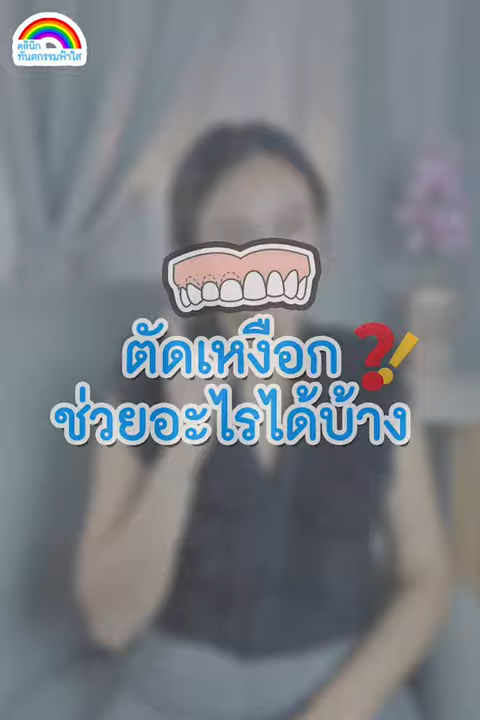 คลินิก
ทันตกรรมฟ้าใส
ตัดเหงือก⁉
ช่วยอะไรได้บ้าง